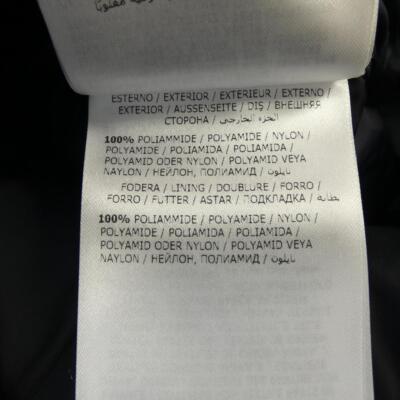 ESTERNO / EXTERIOR / EXTERIEUR / EXTERNO /
EXTERIOR / AUSSENSEITE / DIŞ / ВНЕШНЯЯ
СТОРОНА / الجزء الخارجي
100% POLIAMMIDE / POLYAMIDE / NYLON /
POLYAMIDE / POLIAMIDA / POLIAMIDA /
POLYAMID ODER NYLON / POLYAMID VEYA
NAYLON / НЕЙЛОН, ПОЛИАМИД / نايلون
FODERA / LINING / DOUBLURE / FORRO /
FORRO / FUTTER / ASTAR / ПОДКЛАДКА / بطانة
100% POLIAMMIDE / POLYAMIDE / NYLON /
POLYAMIDE / POLIAMIDA / POLIAMIDA /
POLYAMID ODER NYLON / POLYAMID VEYA
NAYLON / НЕЙЛОН, ПОЛИАМИД / نايلون